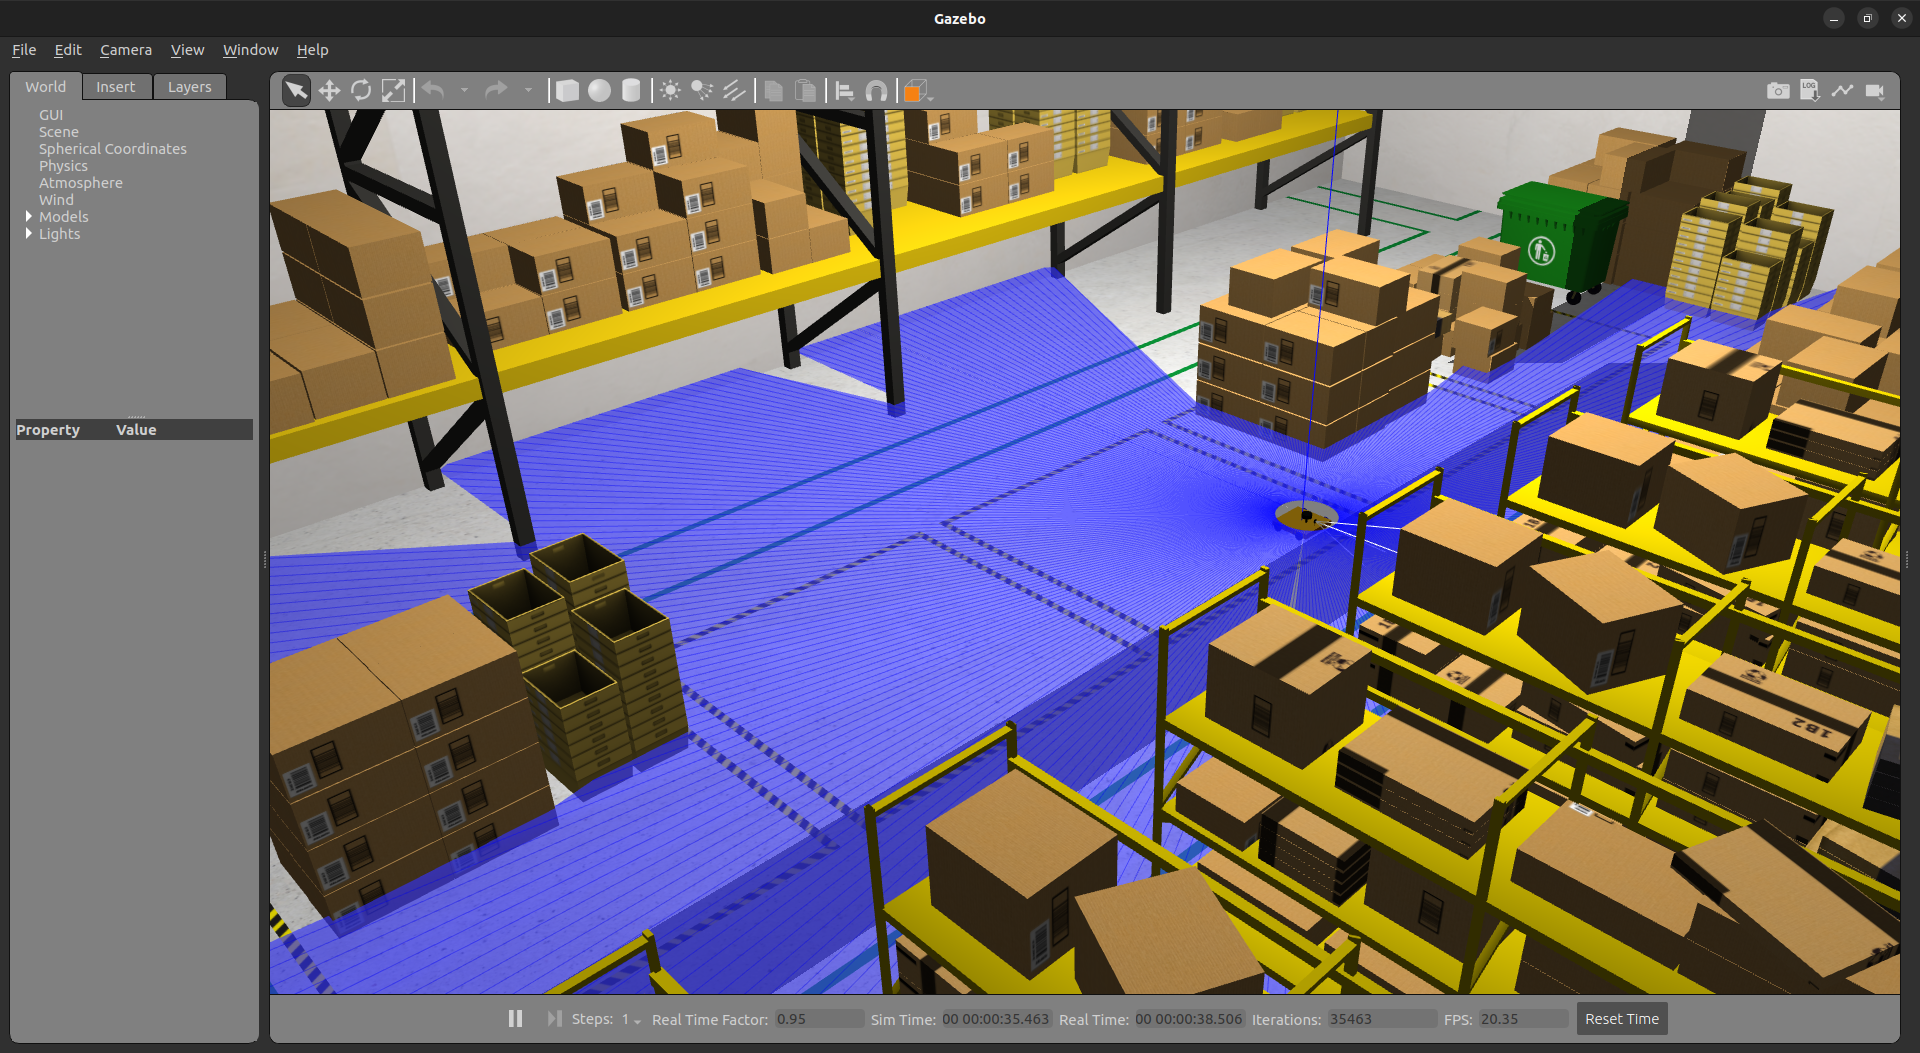 Gazebo
File Edit Camera View Window Help
World Insert Layers
LOG
GUI
Scene
Spherical Coordinates
Physics
Atmosphere
Wind
Models
Lights
Property Value
1B2
Steps: 1 Real Time Factor: 0.95 Sim Time: 00 00:00:35.463 Real Time: 00 00:00:38.506 Iterations: 35463 FPS: 20.35 Reset Time